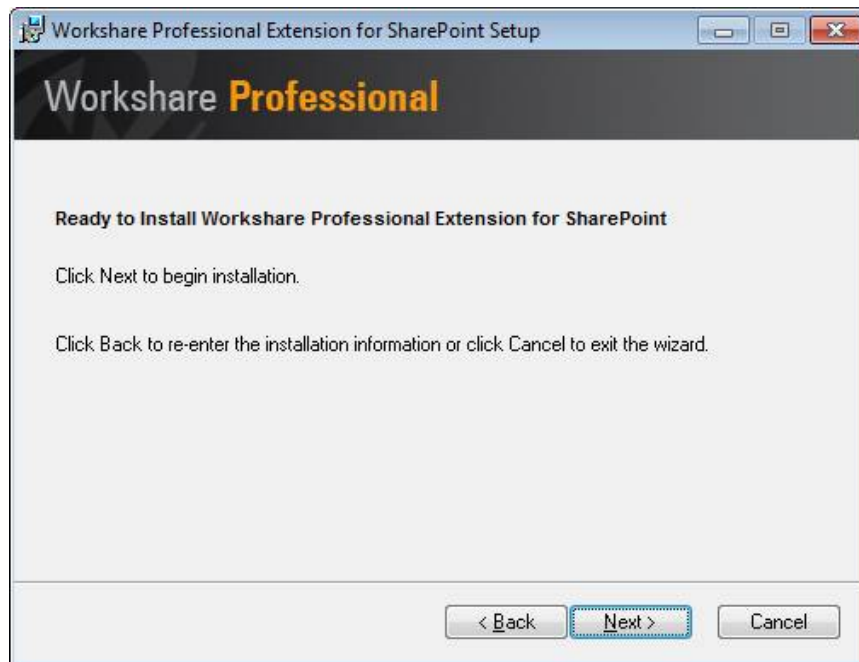 Workshare Professional Extension for SharePoint Setup
Workshare Professional
Ready to Install Workshare Professional Extension for SharePoint
Click Next to begin installation.
Click Back to re-enter the installation information or click Cancel to exit the wizard.
< Back Next > Cancel